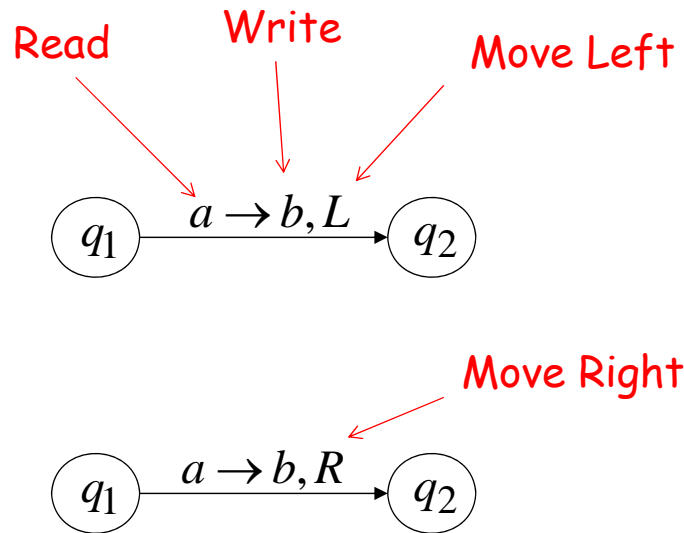 Read
Write
Move Left
a → b, L
q₁
q₂
Move Right
a → b, R
q₁
q₂